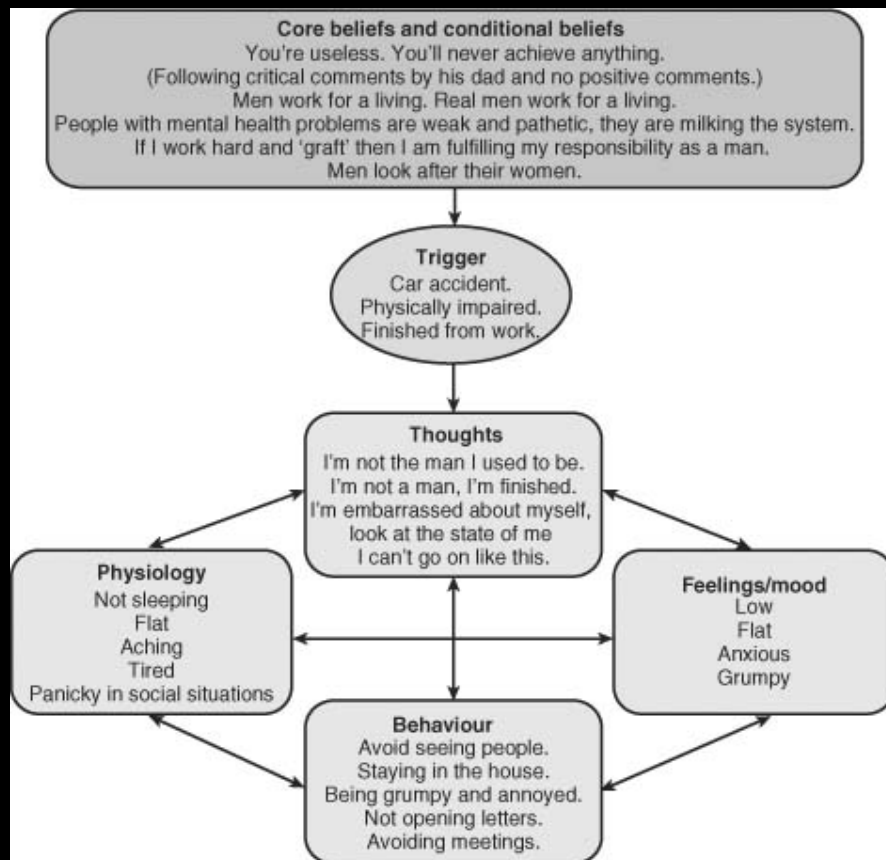 Core beliefs and conditional beliefs
You're useless. You'll never achieve anything.
(Following critical comments by his dad and no positive comments.)
Men work for a living. Real men work for a living.
People with mental health problems are weak and pathetic, they are milking the system.
If I work hard and 'graft' then I am fulfilling my responsibility as a man.
Men look after their women.
Trigger
Car accident.
Physically impaired.
Finished from work.
Thoughts
I'm not the man I used to be.
I'm not a man, I'm finished.
I'm embarrassed about myself,
look at the state of me
I can't go on like this.
Physiology
Not sleeping
Flat
Aching
Tired
Panicky in social situations
Feelings/mood
Low
Flat
Anxious
Grumpy
Behaviour
Avoid seeing people.
Staying in the house.
Being grumpy and annoyed.
Not opening letters.
Avoiding meetings.